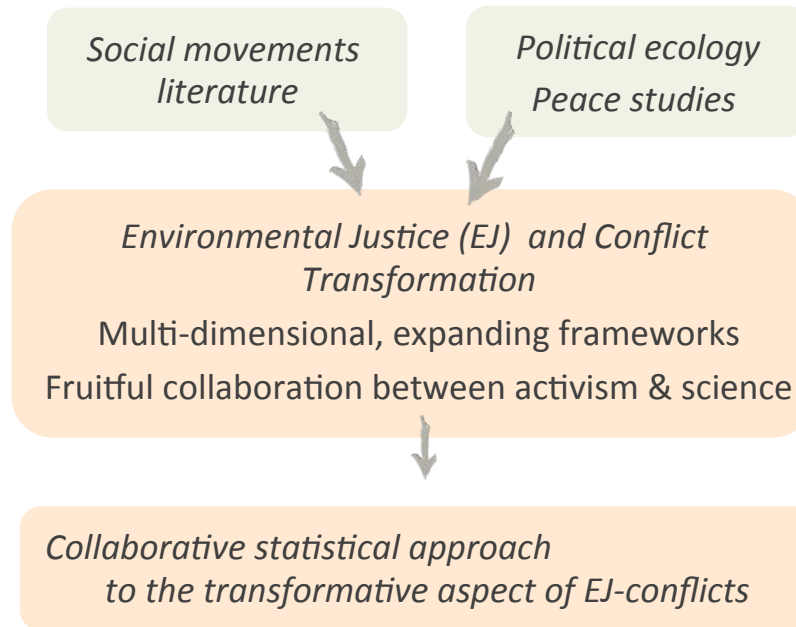 Social movements
literature
Political ecology
Peace studies
Environmental Justice (EJ) and Conflict
Transformation
Multi-dimensional, expanding frameworks
Fruitful collaboration between activism & science
Collaborative statistical approach
to the transformative aspect of EJ-conflicts